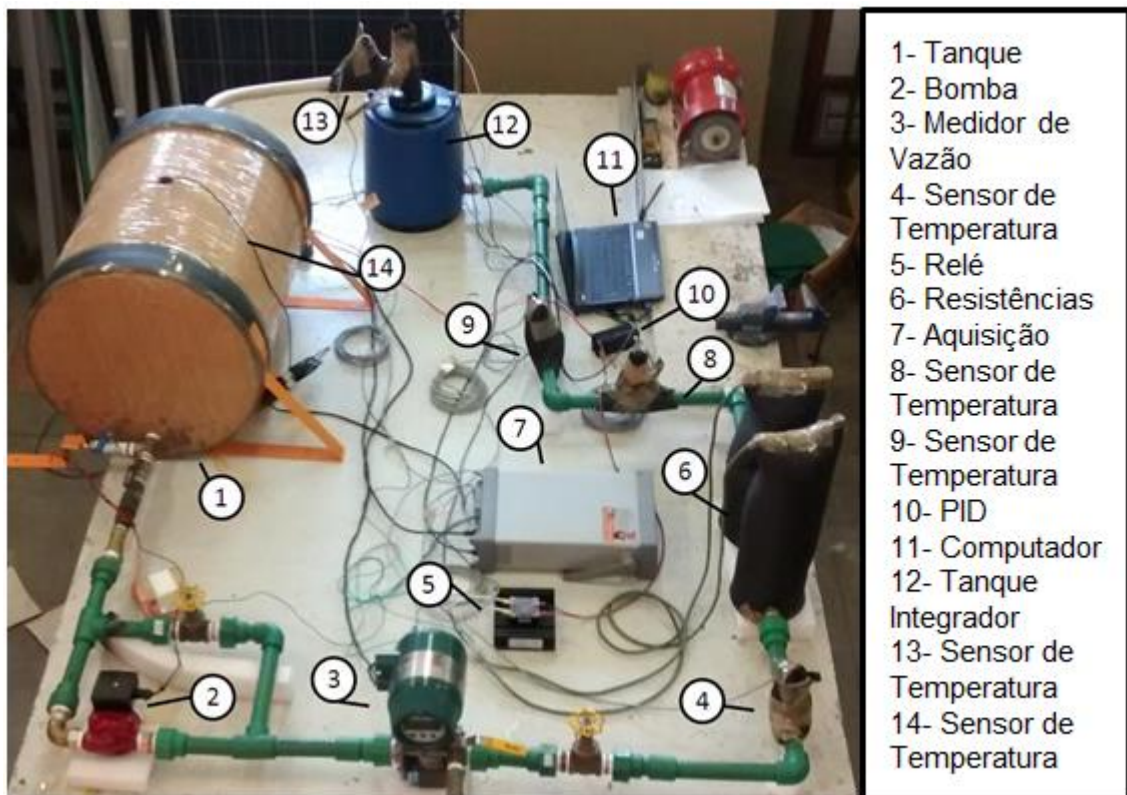 13
12
11
14
10
9
8
7
6
1
5
3
4
2
1- Tanque
2- Bomba
3- Medidor de
Vazão
4- Sensor de
Temperatura
5- Relé
6- Resistências
7- Aquisição
8- Sensor de
Temperatura
9- Sensor de
Temperatura
10- PID
11- Computador
12- Tanque
Integrador
13- Sensor de
Temperatura
14- Sensor de
Temperatura